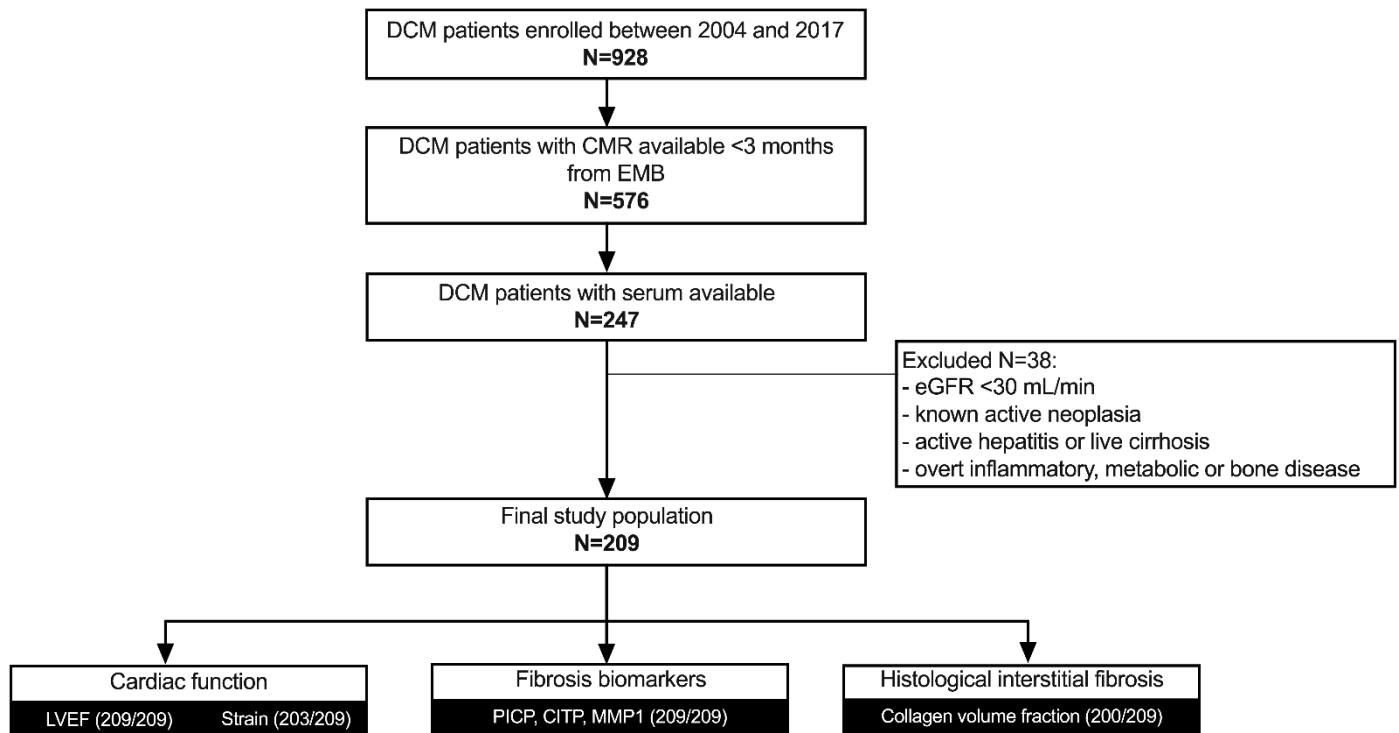 DCM patients enrolled between 2004 and 2017
N=928
DCM patients with CMR available <3 months
from EMB
N=576
DCM patients with serum available
N=247
Excluded N=38:
- eGFR <30 mL/min
- known active neoplasia
- active hepatitis or live cirrhosis
- overt inflammatory, metabolic or bone disease
Final study population
N=209
Cardiac function
LVEF (209/209) Strain (203/209)
Fibrosis biomarkers
PICP, CITP, MMP1 (209/209)
Histological interstitial fibrosis
Collagen volume fraction (200/209)